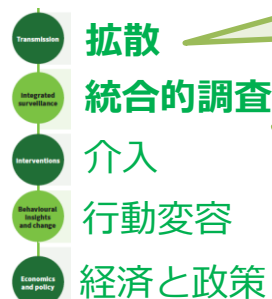 Transmission
拡散
Integrated
surveillance
統合的調査
Interventions
介入
Behavioural
insights
and change
行動変容
Economics
and policy
経済と政策